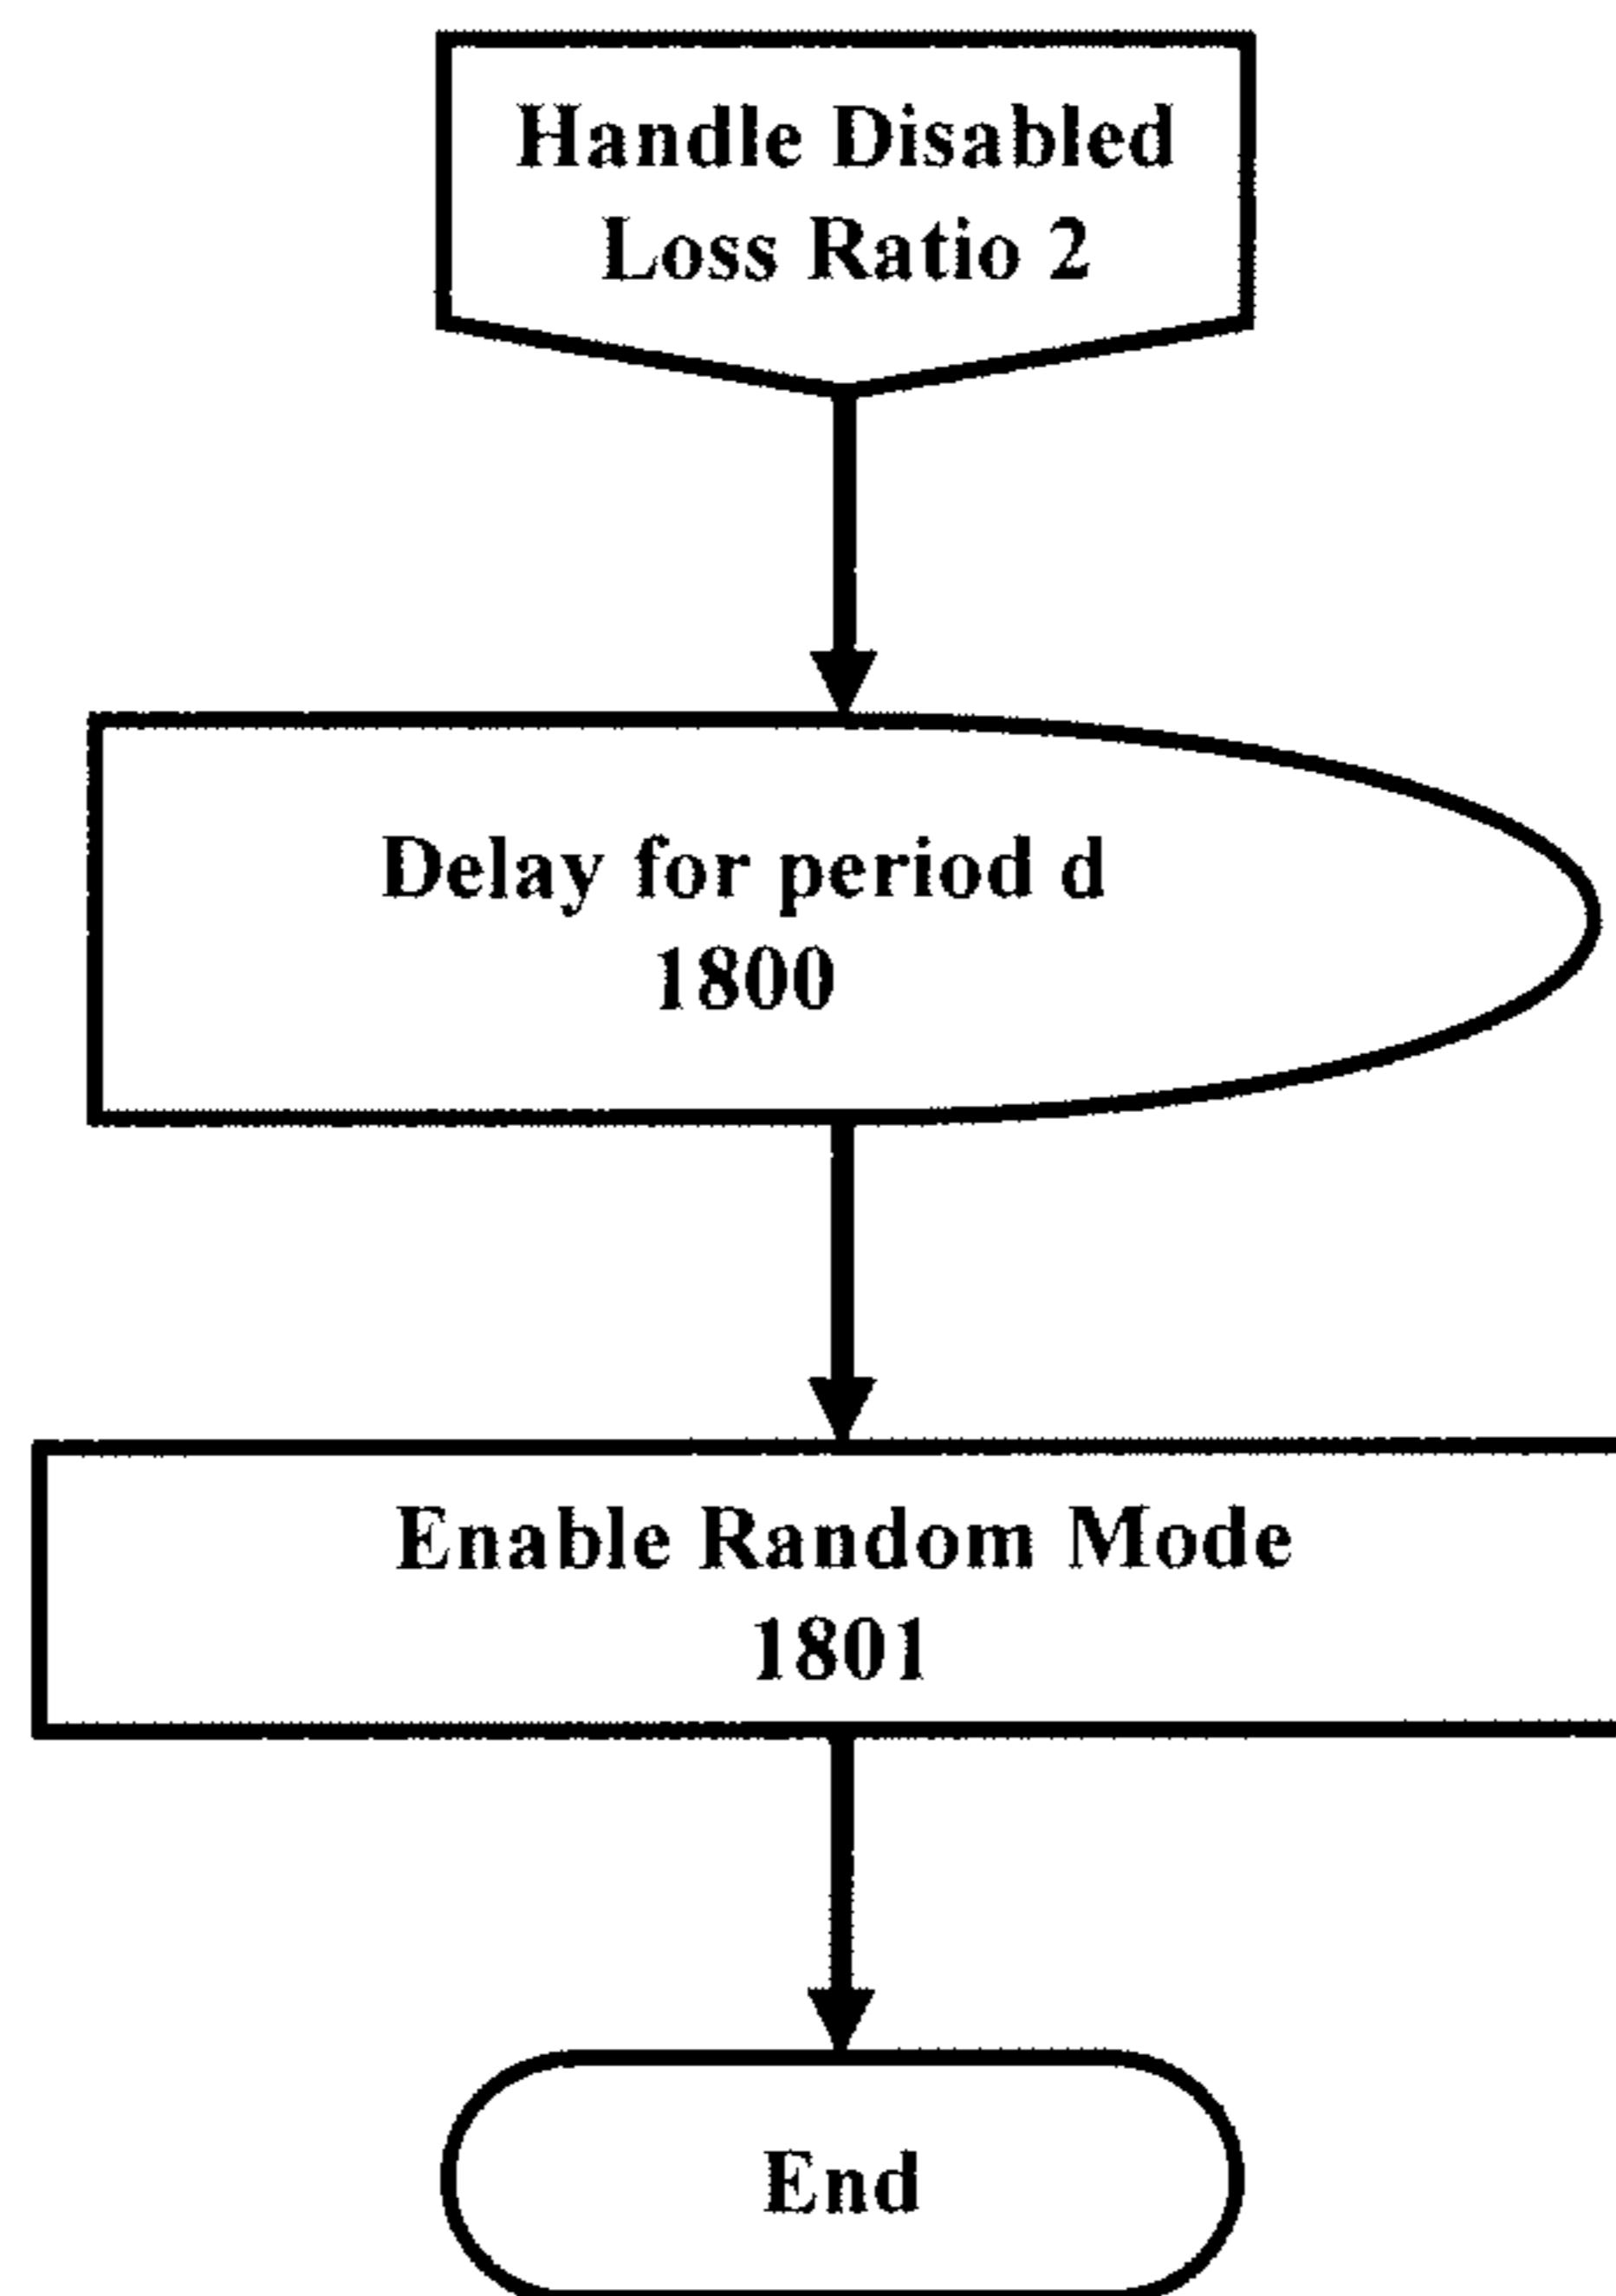 Handle Disabled
Loss Ratio 2
Delay for period d
1800
Enable Random Mode
1801
End